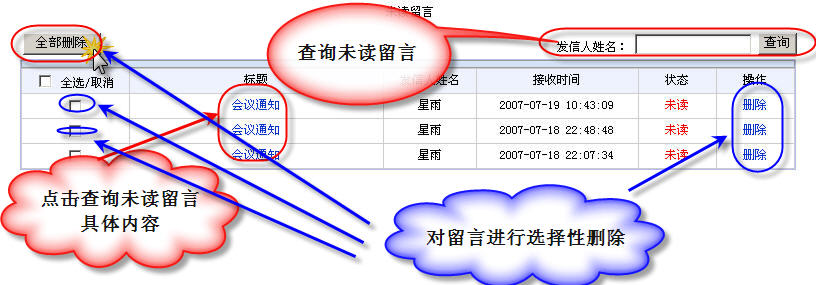 未读留言
全部删除
查询未读留言
发信人姓名： 查询
全选/取消 标题 发信人姓名 接收时间 状态 操作
会议通知 星雨 2007-07-19 10:43:09 未读 删除
会议通知 星雨 2007-07-18 22:48:48 未读 删除
会议通知 星雨 2007-07-18 22:07:34 未读 删除
点击查询未读留言
具体内容
对留言进行选择性删除